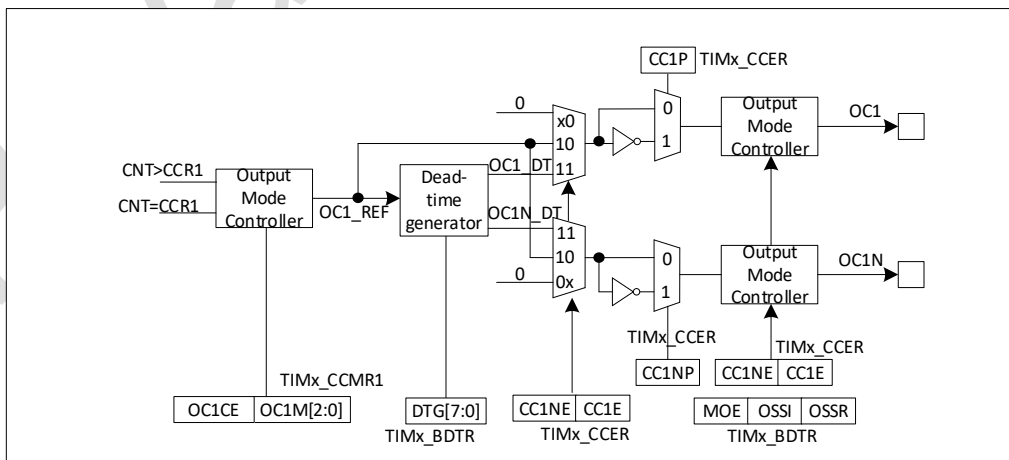 CC1P TIMx_CCER
0
x0
10
11
0
1
Output
Mode
Controller
OC1
CNT>CCR1
CNT=CCR1
Output
Mode
Controller
OC1_REF
Dead-
time
generator
OC1_DT
OC1N_DT
11
10
0x
0
0
1
Output
Mode
Controller
OC1N
TIMx_CCMR1
OC1CE OC1M[2:0]
DTG[7:0]
TIMx_BDTR
CC1NE CC1E
TIMx_CCER
TIMx_CCER
CC1NP
TIMx_CCER
CC1NE CC1E
MOE OSSI OSSR
TIMx_BDTR